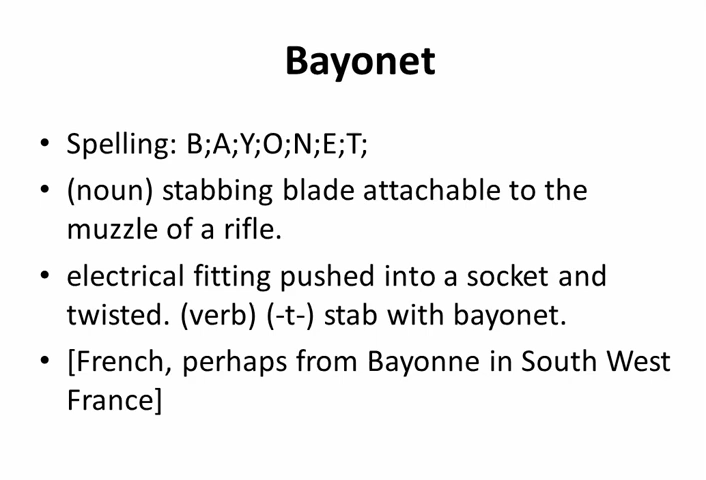 Bayonet
• Spelling: B;A;Y;O;N;E;T;
• (noun) stabbing blade attachable to the
muzzle of a rifle.
• electrical fitting pushed into a socket and
twisted. (verb) (-t-) stab with bayonet.
• [French, perhaps from Bayonne in South West
France]